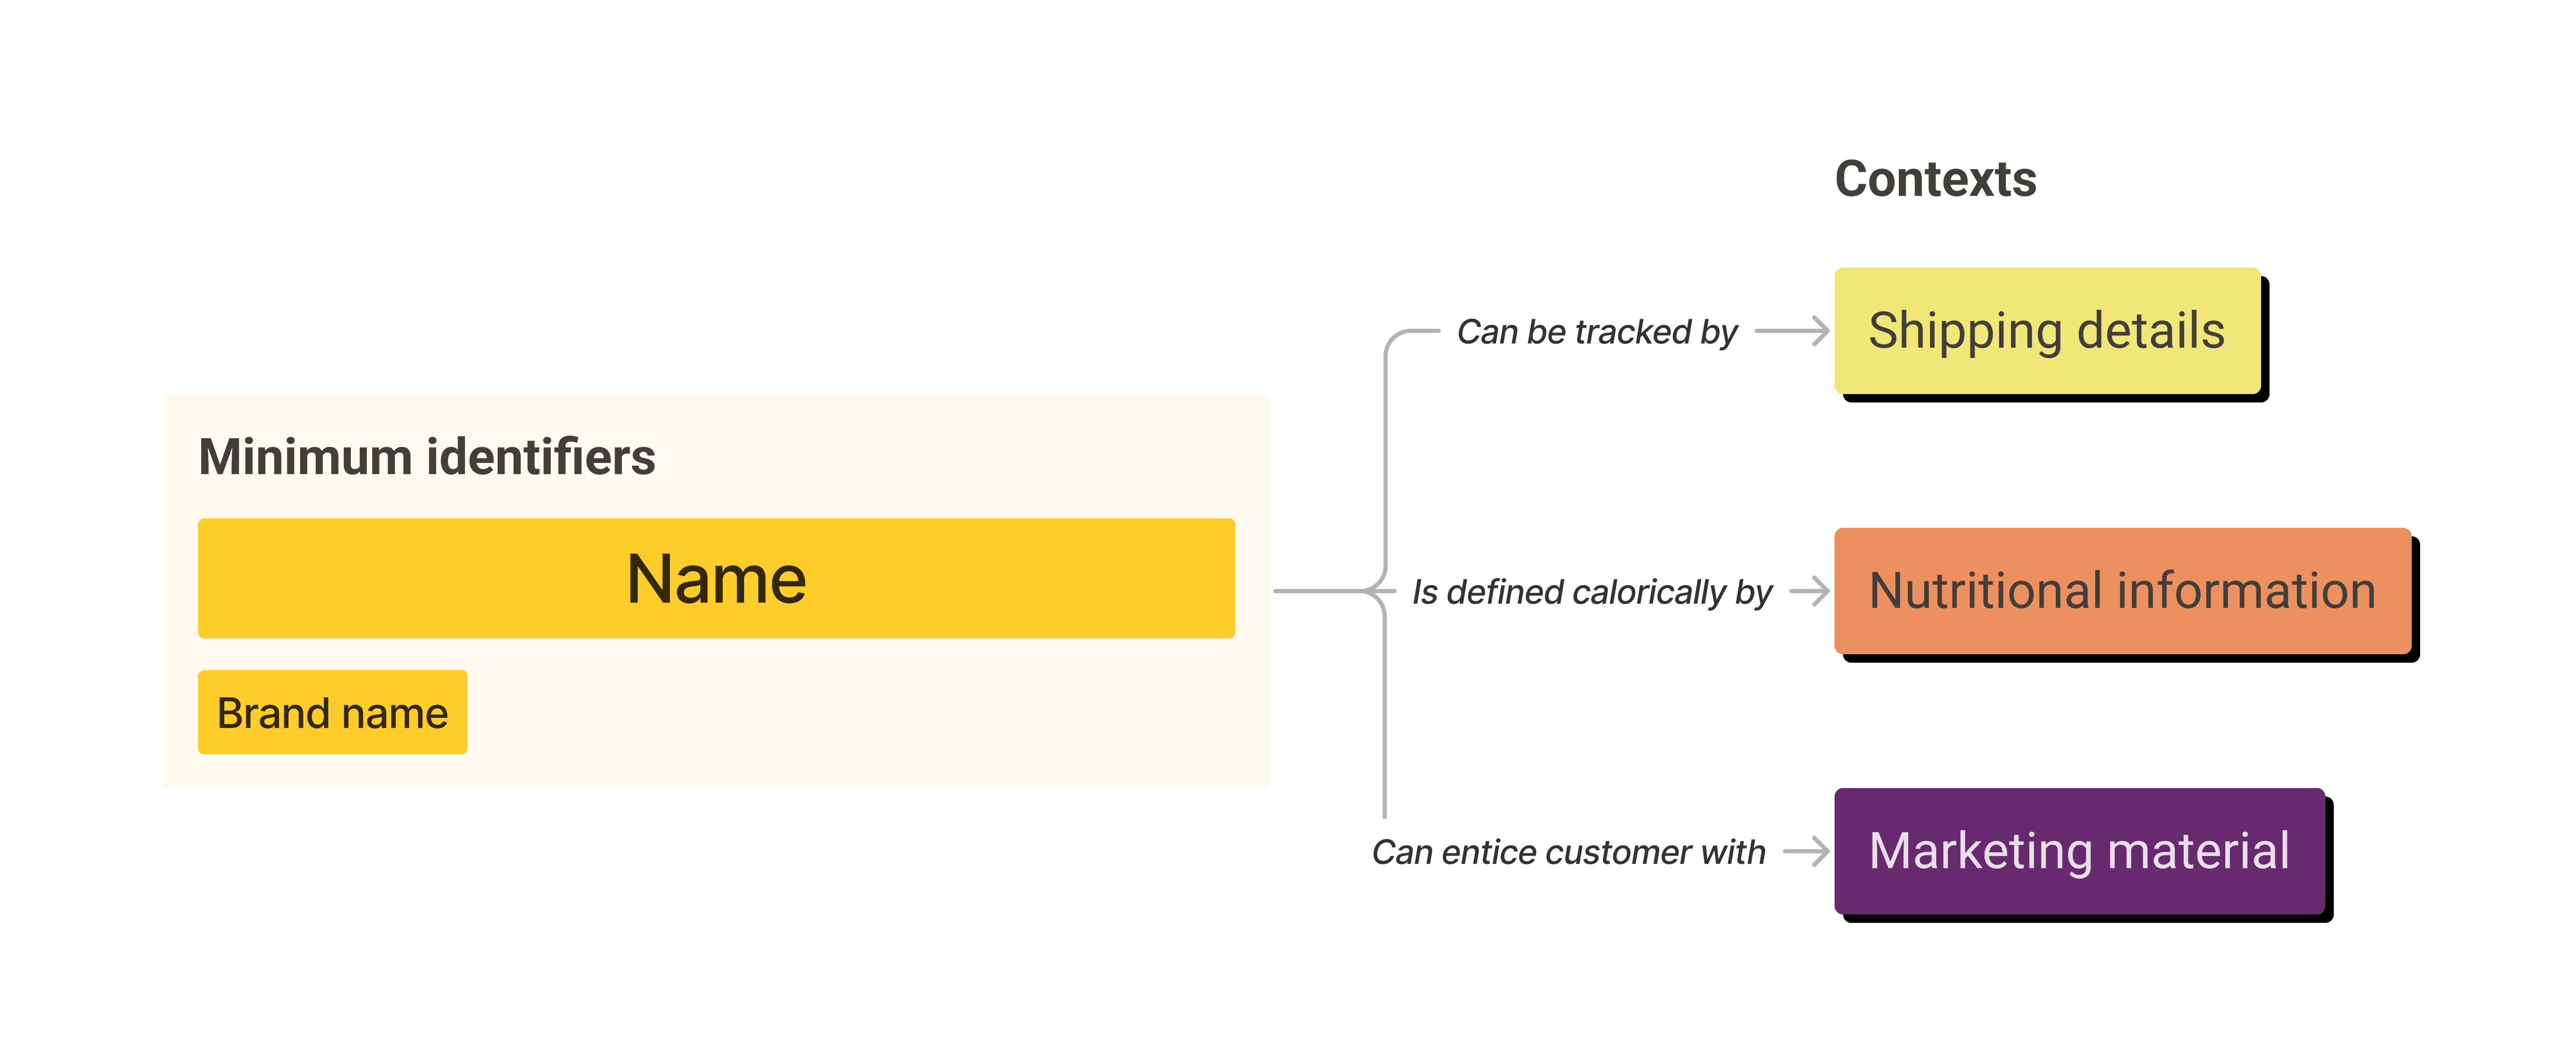 Contexts
Can be tracked by
Shipping details
Minimum identifiers
Name
Brand name
Is defined calorically by
Nutritional information
Can entice customer with
Marketing material